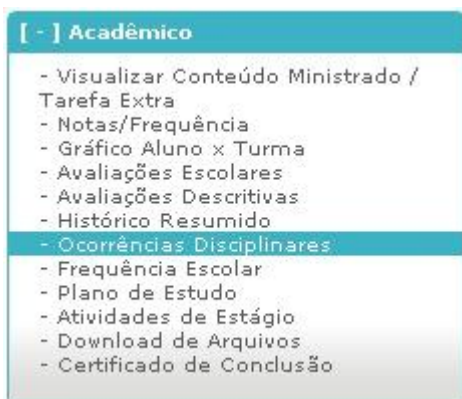 [ - ] Acadêmico
- Visualizar Conteúdo Ministrado /
Tarefa Extra
- Notas/Frequência
- Gráfico Aluno x Turma
- Avaliações Escolares
- Avaliações Descritivas
- Histórico Resumido
- Ocorrências Disciplinares
- Frequência Escolar
- Plano de Estudo
- Atividades de Estágio
- Download de Arquivos
- Certificado de Conclusão